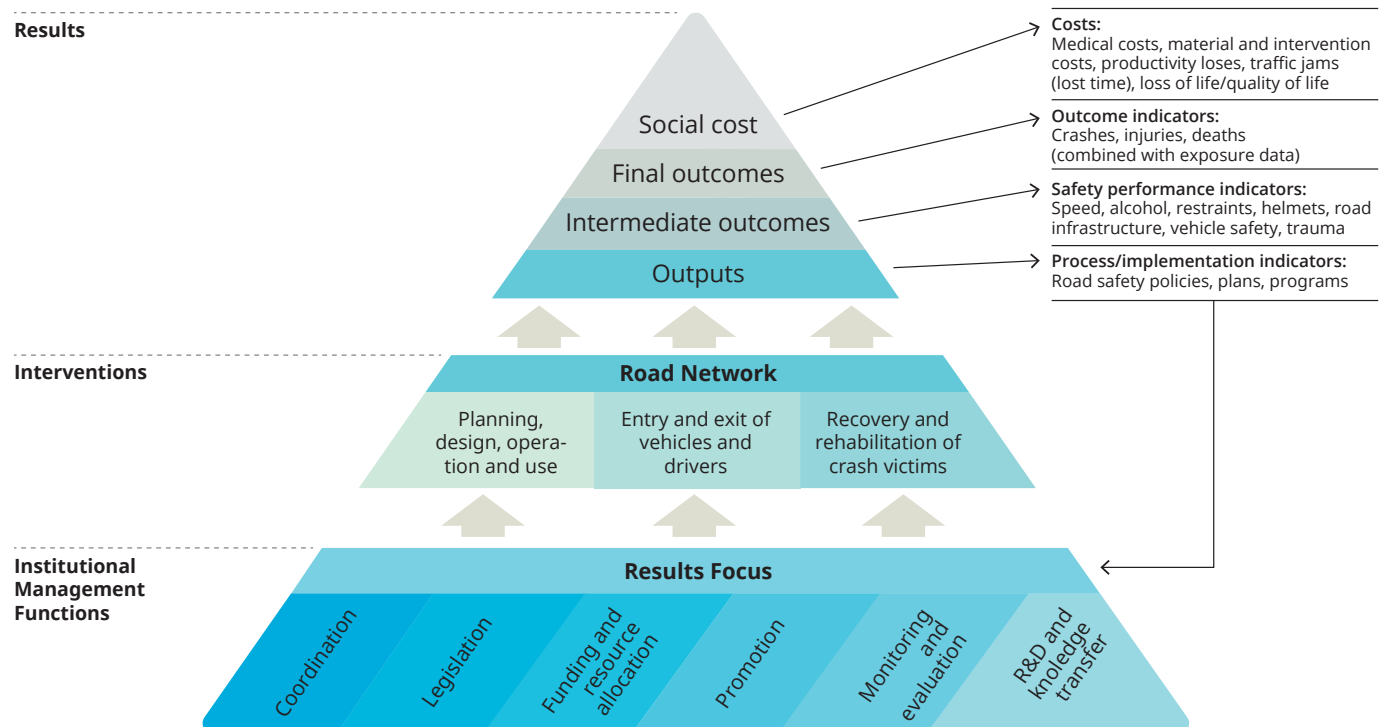 Results
Social cost
Final outcomes
Intermediate outcomes
Outputs
Costs:
Medical costs, material and intervention
costs, productivity loses, traffic jams
(lost time), loss of life/quality of life
Outcome indicators:
Crashes, injuries, deaths
(combined with exposure data)
Safety performance indicators:
Speed, alcohol, restraints, helmets, road
infrastructure, vehicle safety, trauma
Process/implementation indicators:
Road safety policies, plans, programs
Interventions
Road Network
Planning,
design, opera-
tion and use
Entry and exit of
vehicles and
drivers
Recovery and
rehabilitation of
crash victims
Institutional
Management
Functions
Results Focus
Coordination
Legislation
Funding and
resource
allocation
Promotion
Monitoring
and
evaluation
R&D and
knoledge
transfer